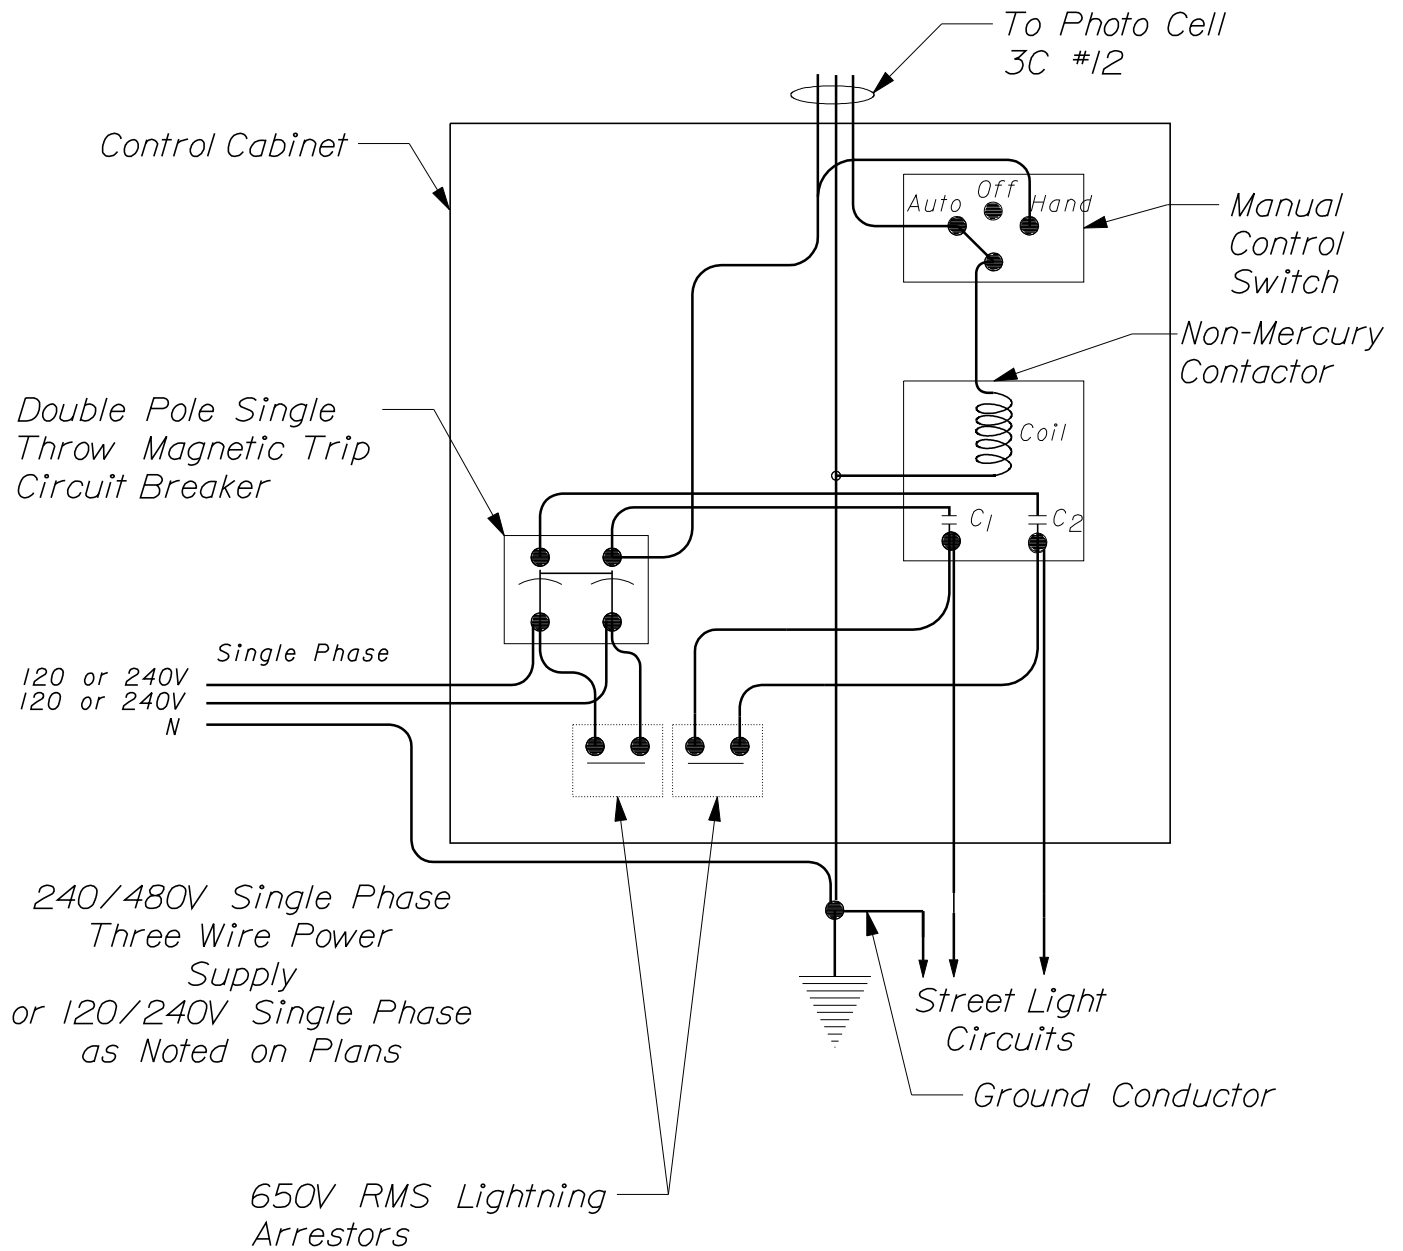 To Photo Cell
3C #12
Control Cabinet
Off
Auto
Hand
Manual
Control
Switch
Non-Mercury
Contactor
Coil
Double Pole Single
Throw Magnetic Trip
Circuit Breaker
C1
C2
Single Phase
120 or 240V
120 or 240V
N
240/480V Single Phase
Three Wire Power
Supply
or 120/240V Single Phase
as Noted on Plans
Street Light
Circuits
Ground Conductor
650V RMS Lightning
Arrestors